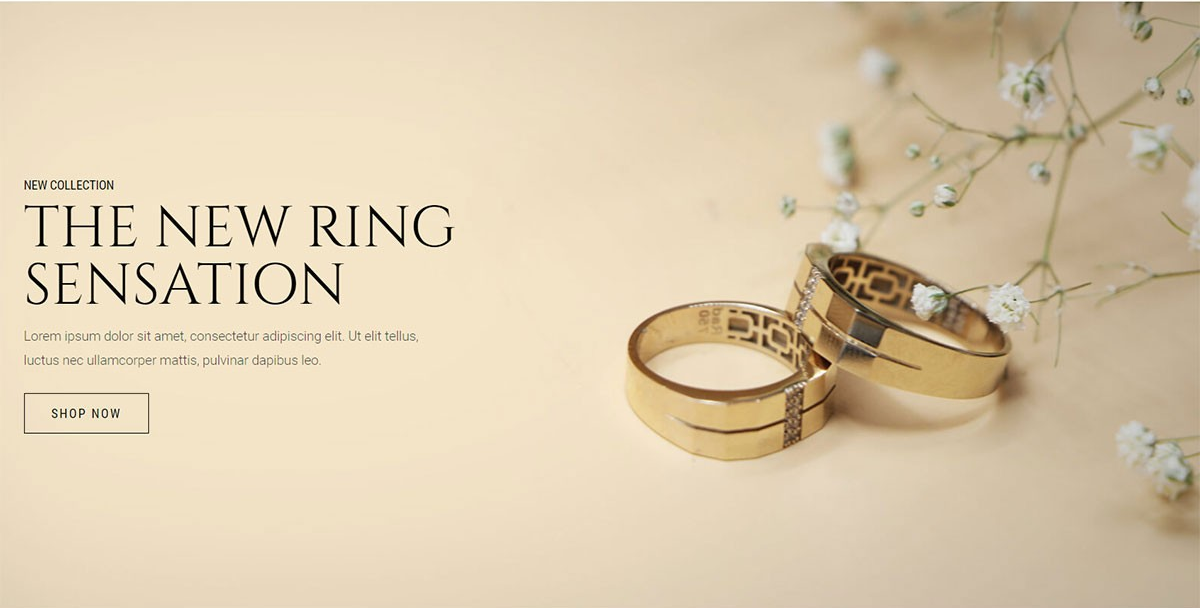 NEW COLLECTION
THE NEW RING
SENSATION
Lorem ipsum dolor sit amet, consectetur adipiscing elit. Ut elit tellus,
luctus nec ullamcorper mattis, pulvinar dapibus leo.
SHOP NOW